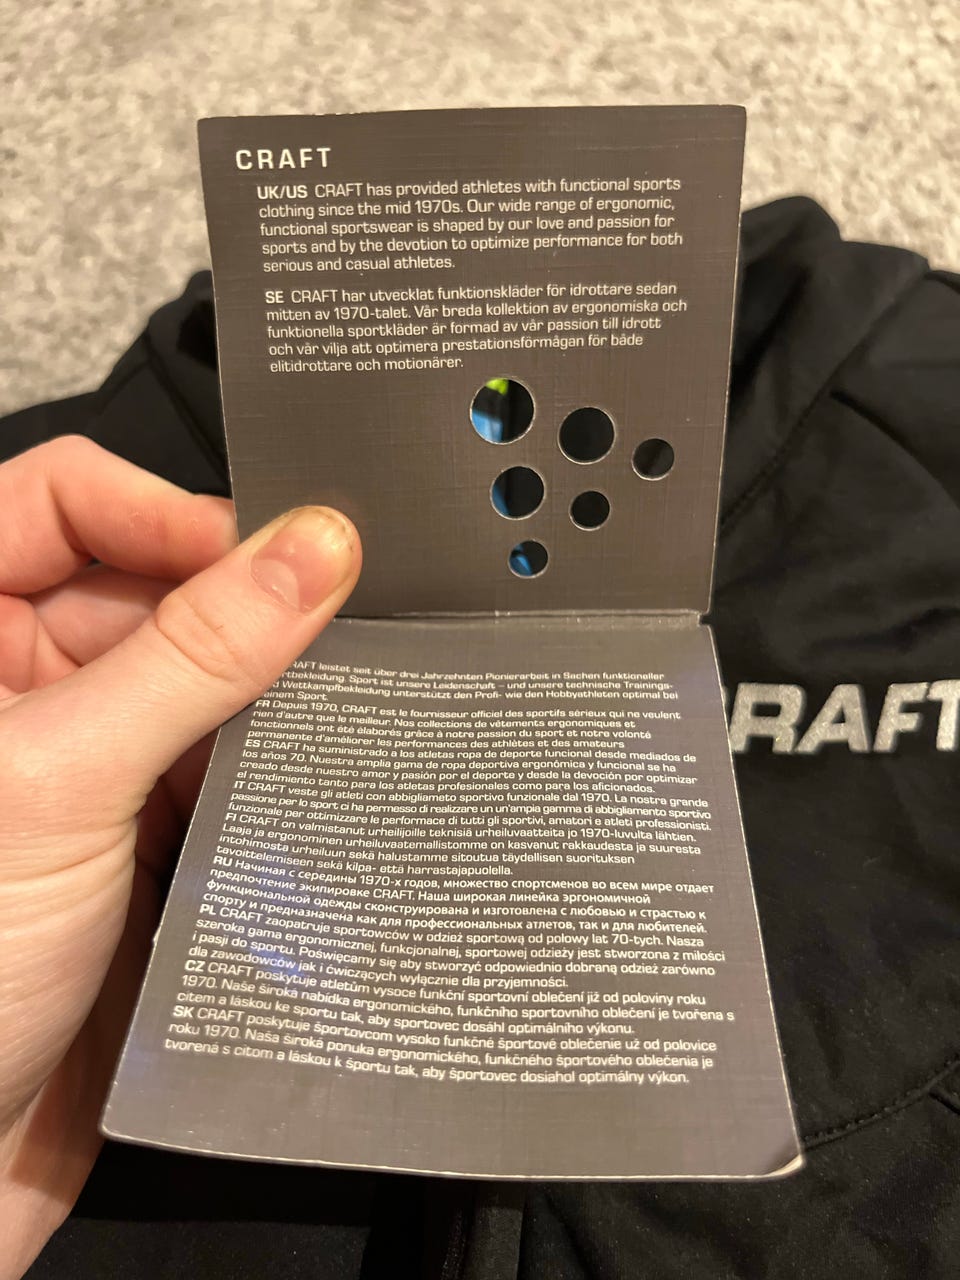 CRAFT
UK/US CRAFT has provided athletes with functional sports
clothing since the mid 1970s. Our wide range of ergonomic,
functional sportswear is shaped by our love and passion for
sports and by the devotion to optimize performance for both
serious and casual athletes.
SE CRAFT har utvecklat funktionskläder för idrottare sedan
mitten av 1970-talet. Vår breda kollektion av ergonomiska och
funktionella sportkläder är formad av vår passion till idrott
och vår vilja att optimera prestationsförmågan för både
elitidrottare och motionärer.
RAFT leistet seit über drei Jahrzehnten Pionierarbeit in Sachen funktioneller
rtbekleidung. Sport ist unsere Leidenschaft – und unsere technische Trainings-
d Wettkampfbekleidung unterstützt den Profi- wie den Hobbyathleten optimal bei
einem Sport.
FR Depuis 1970, CRAFT est le fournisseur officiel des sportifs sérieux qui ne veulent
rien d'autre que le meilleur. Nos collections de vêtements ergonomiques et
fonctionnels ont été élaborés grâce à notre passion du sport et notre volonté
permanente d'améliorer les performances des athlètes et des amateurs
ES CRAFT ha suministrado a los atletas ropa de deporte funcional desde mediados de
los años 70. Nuestra amplia gama de ropa deportiva ergonómica y funcional se ha
creado desde nuestro amor y pasión por el deporte y desde la devoción por optimizar
el rendimiento tanto para los atletas profesionales como para los aficionados.
IT CRAFT veste gli atleti con abbigliameto sportivo funzionale dal 1970. La nostra grande
passione per lo sport ci ha permesso di realizzare un un'ampia gamma di abbigliamento sportivo
funzionale per ottimizzare le performace di tutti gli sportivi, amatori e atleti professionisti.
FI CRAFT on valmistanut urheilijoille teknisiä urheiluvaatteita jo 1970-luvulta lähtien.
Laaja ja ergonominen urheiluvaatemallistomme on kasvanut rakkaudesta ja suuresta
intohimosta urheiluun sekä halustamme sitoutua täydellisen suorituksen
tavoittelemiseen sekä kilpa- että harrastajapuolella.
RU Начиная с середины 1970-х годов, множество спортсменов во всем мире отдает
предпочтение экипировке CRAFT. Наша широкая линейка эргономичной
функциональной одежды сконструирована и изготовлена с любовью и страстью к
спорту и предназначена как для профессиональных атлетов, так и для любителей.
PL CRAFT zaopatruje sportowców w odzież sportową od połowy lat 70-tych. Nasza
szeroka gama ergonomicznej, funkcjonalnej, sportowej odzieży jest stworzona z miłości
i pasji do sportu. Poświęcamy się aby stworzyć odpowiednio dobraną odzież zarówno
dla zawodowców jak i ćwiczących wyłącznie dla przyjemności.
CZ CRAFT poskytuje atletům vysoce funkční sportovní oblečení již od poloviny roku
1970. Naše široká nabídka ergonomického, funkčního sportovního oblečení je tvořena s
citem a láskou ke sportu tak, aby sportovec dosáhl optimálního výkonu.
SK CRAFT poskytuje športovcom vysoko funkčné športové oblečenie už od polovice
roku 1970. Naša široká ponuka ergonomického, funkčného športového oblečenia je
tvorená s citom a láskou k športu tak, aby športovec dosiahol optimálny výkon.
CRAFT